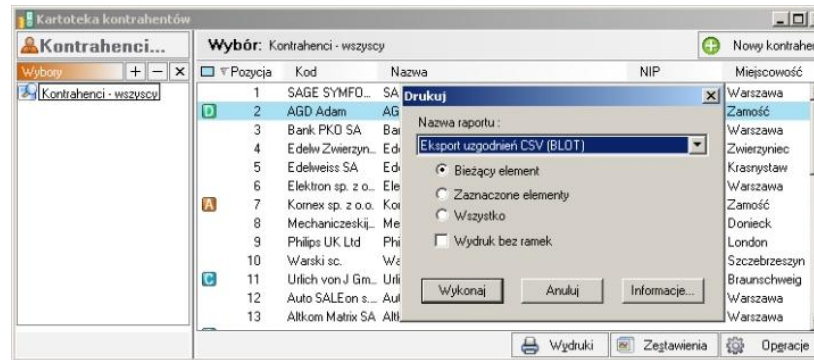 Kartoteka kontrahentów
Kontrahenci...
Wybór: Kontrahenci - wszyscy
Nowy kontrahe
Wybory
Kontrahenci - wszyscy
Pozycja Kod Nazwa NIP Miejscowość
1 SAGE SYMFO... SA Warszawa
D 2 AGD Adam AG Zamość
3 Bank PKO SA Ba Warszawa
4 Edelw Zwierzyn... Ed Zwierzyniec
5 Edelweiss SA Ed Krasnystaw
6 Elektron sp. z o... Ele Warszawa
A 7 Kornex sp. z o.o. Ko Zamość
8 Mechaniczeskij... Me Donieck
9 Philips UK Ltd Phi London
10 Warski sc. Wa Szczebrzeszyn
C 11 Urlich von J Gm... Urli Braunschweig
12 Auto SALEon s... Au Warszawa
13 Altkom Matrix SA Alt Warszawa
Drukuj
Nazwa raportu :
Eksport uzgodnień CSV (BLOT)
Bieżący element
Zaznaczone elementy
Wszystko
Wydruk bez ramek
Wykonaj Anuluj Informacje...
Wydruki Zestawienia Operacje